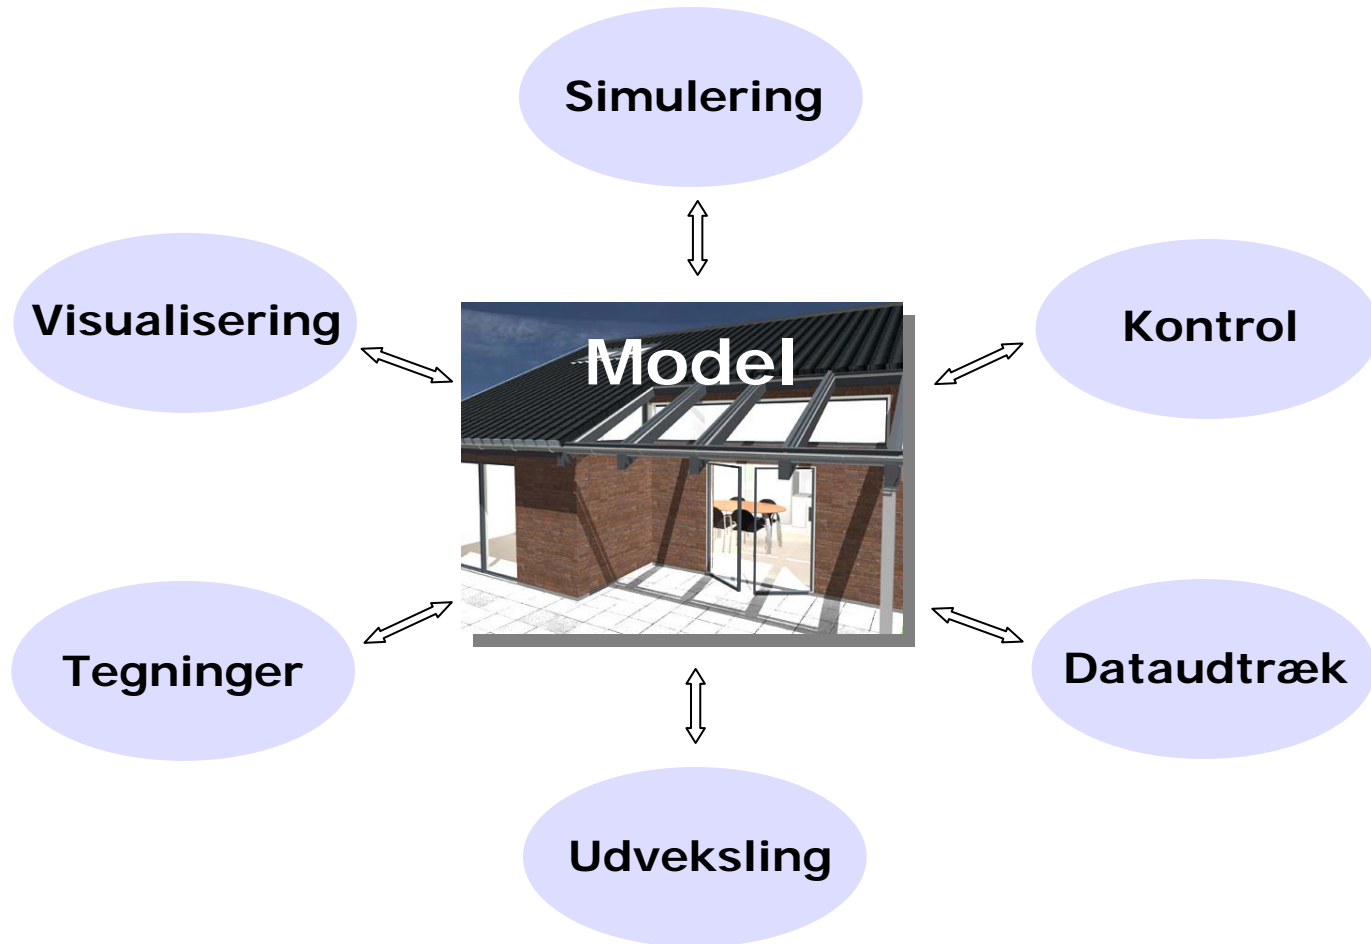 Simulering
Visualisering
Kontrol
Model
Tegninger
Dataudtræk
Udveksling